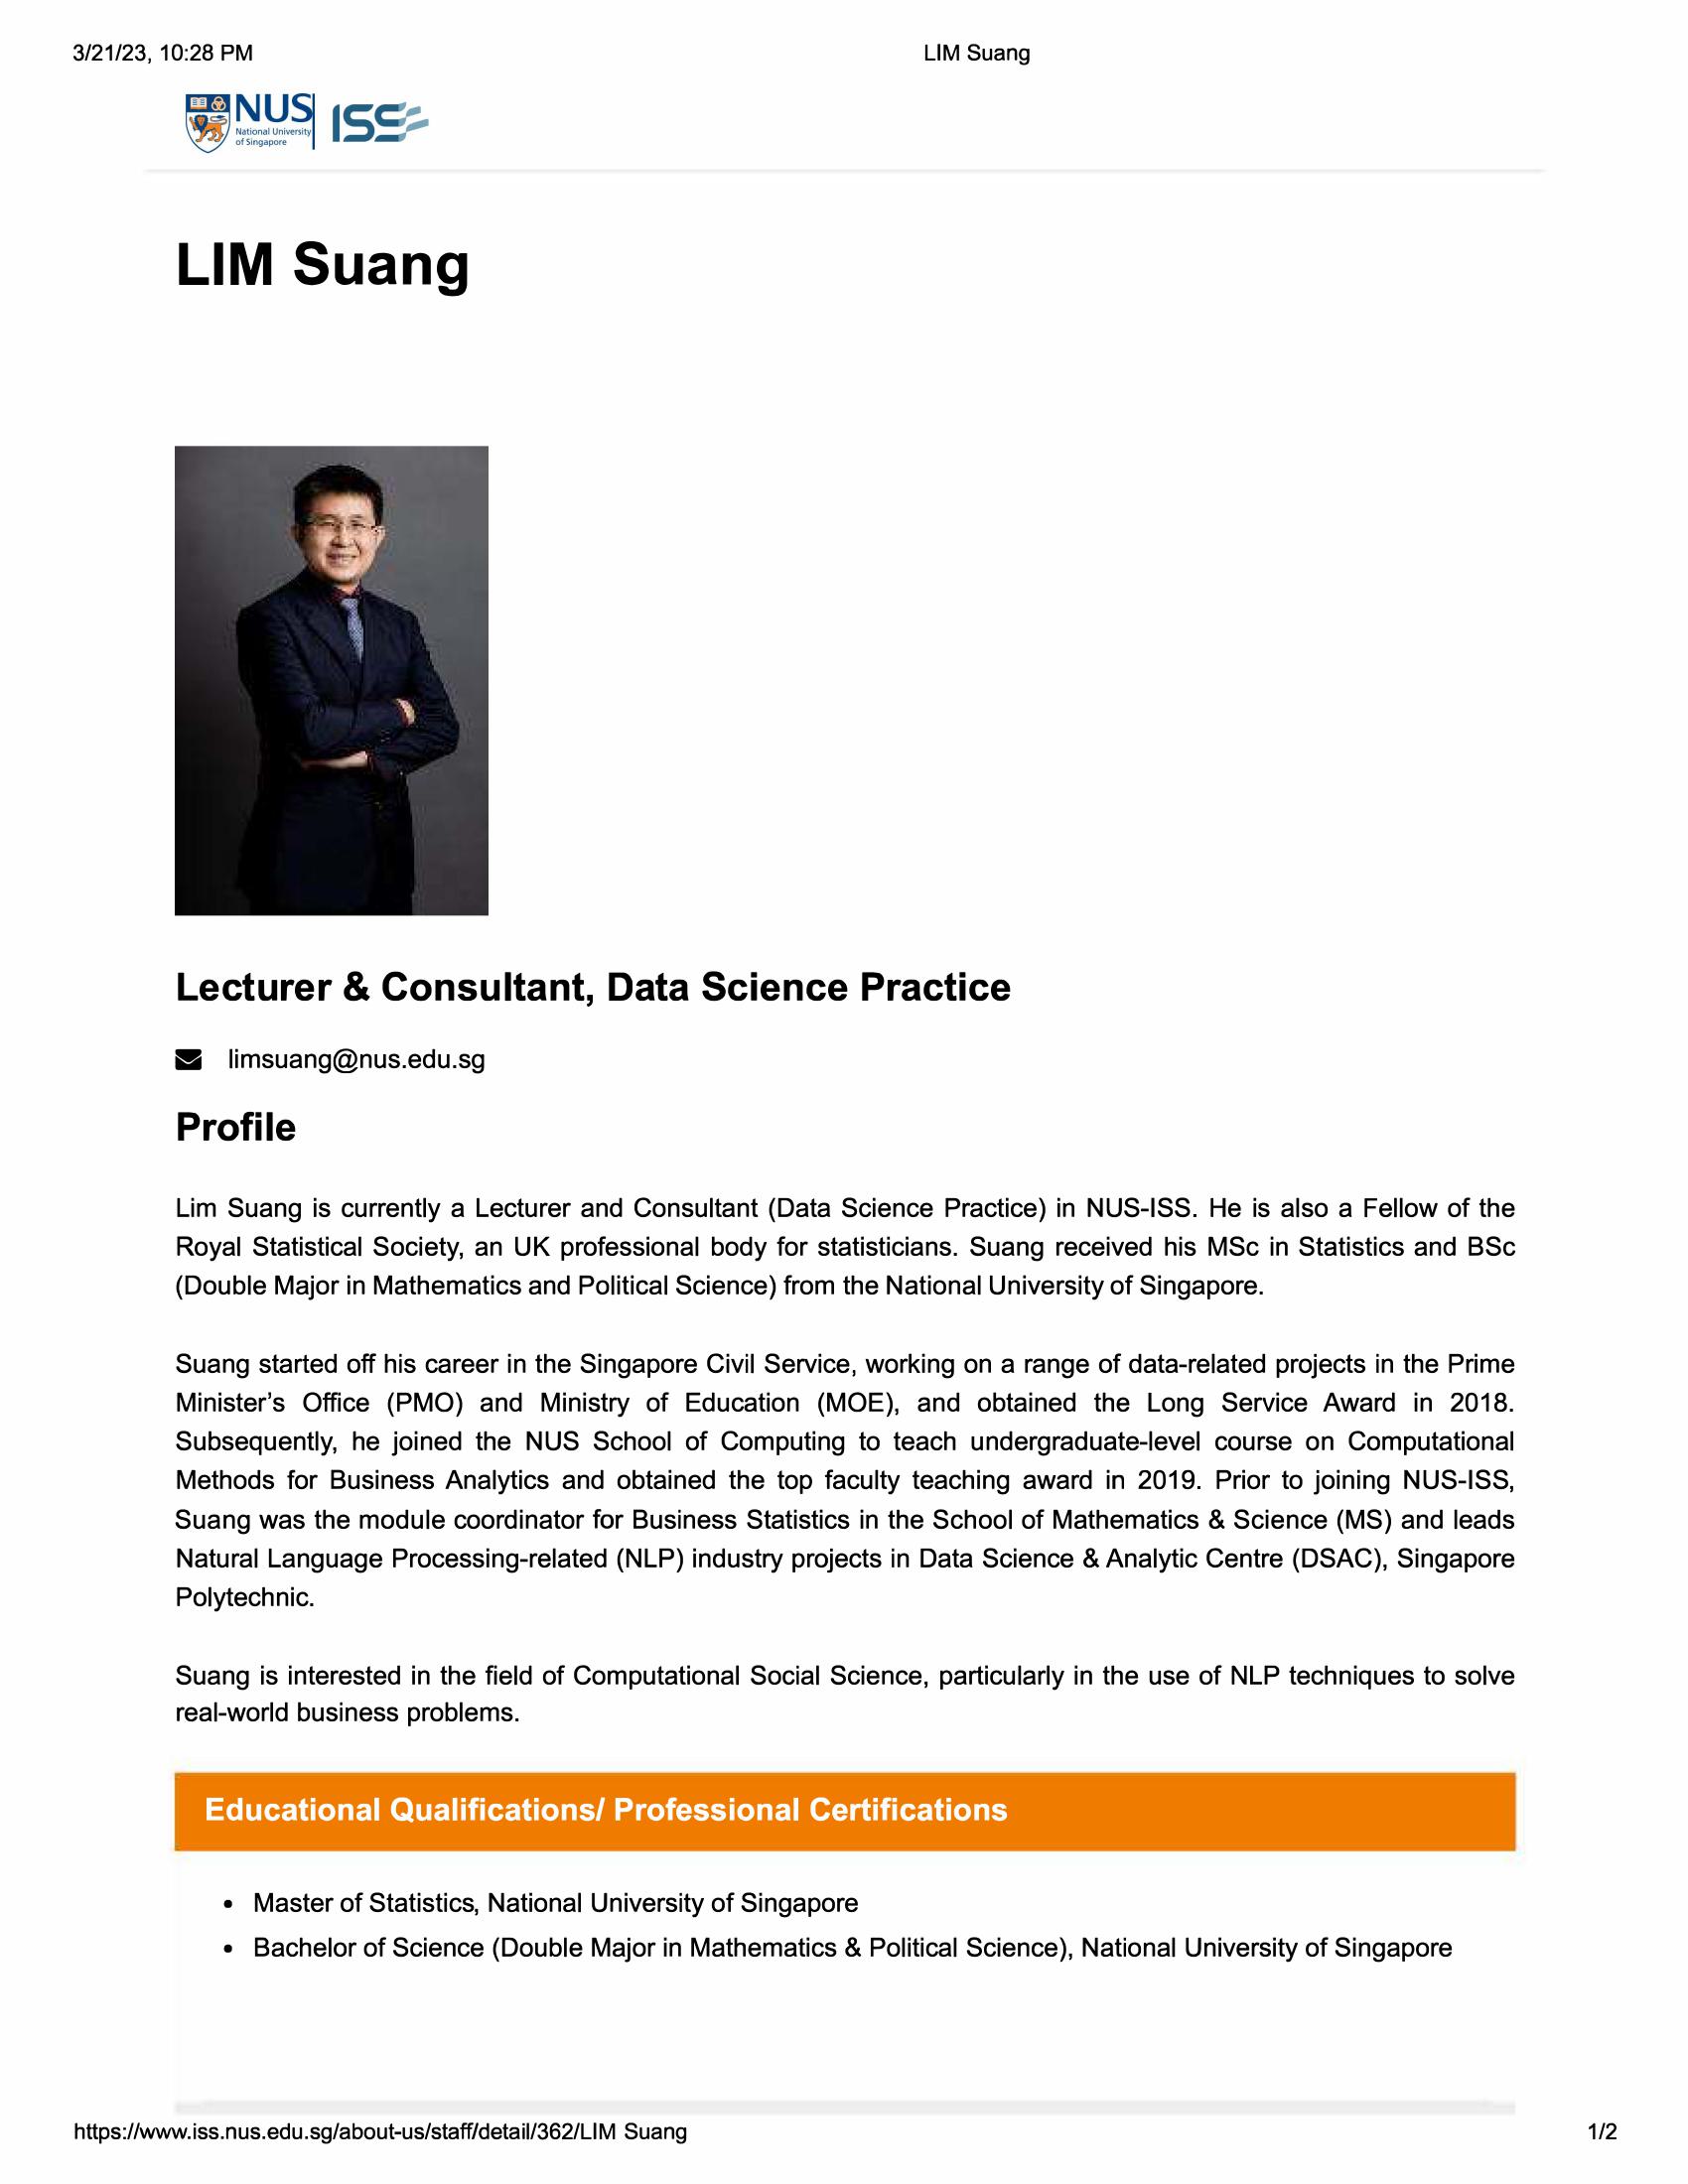 3/21/23, 10:28 PM
LIM Suang
NUS
National University
of Singapore
ISS
LIM Suang
Lecturer & Consultant, Data Science Practice
limsuang@nus.edu.sg
Profile
Lim Suang is currently a Lecturer and Consultant (Data Science Practice) in NUS-ISS. He is also a Fellow of the
Royal Statistical Society, an UK professional body for statisticians. Suang received his MSc in Statistics and BSc
(Double Major in Mathematics and Political Science) from the National University of Singapore.
Suang started off his career in the Singapore Civil Service, working on a range of data-related projects in the Prime
Minister’s Office (PMO) and Ministry of Education (MOE), and obtained the Long Service Award in 2018.
Subsequently, he joined the NUS School of Computing to teach undergraduate-level course on Computational
Methods for Business Analytics and obtained the top faculty teaching award in 2019. Prior to joining NUS-ISS,
Suang was the module coordinator for Business Statistics in the School of Mathematics & Science (MS) and leads
Natural Language Processing-related (NLP) industry projects in Data Science & Analytic Centre (DSAC), Singapore
Polytechnic.
Suang is interested in the field of Computational Social Science, particularly in the use of NLP techniques to solve
real-world business problems.
Educational Qualifications/ Professional Certifications
• Master of Statistics, National University of Singapore
• Bachelor of Science (Double Major in Mathematics & Political Science), National University of Singapore
https://www.iss.nus.edu.sg/about-us/staff/detail/362/LIM Suang
1/2